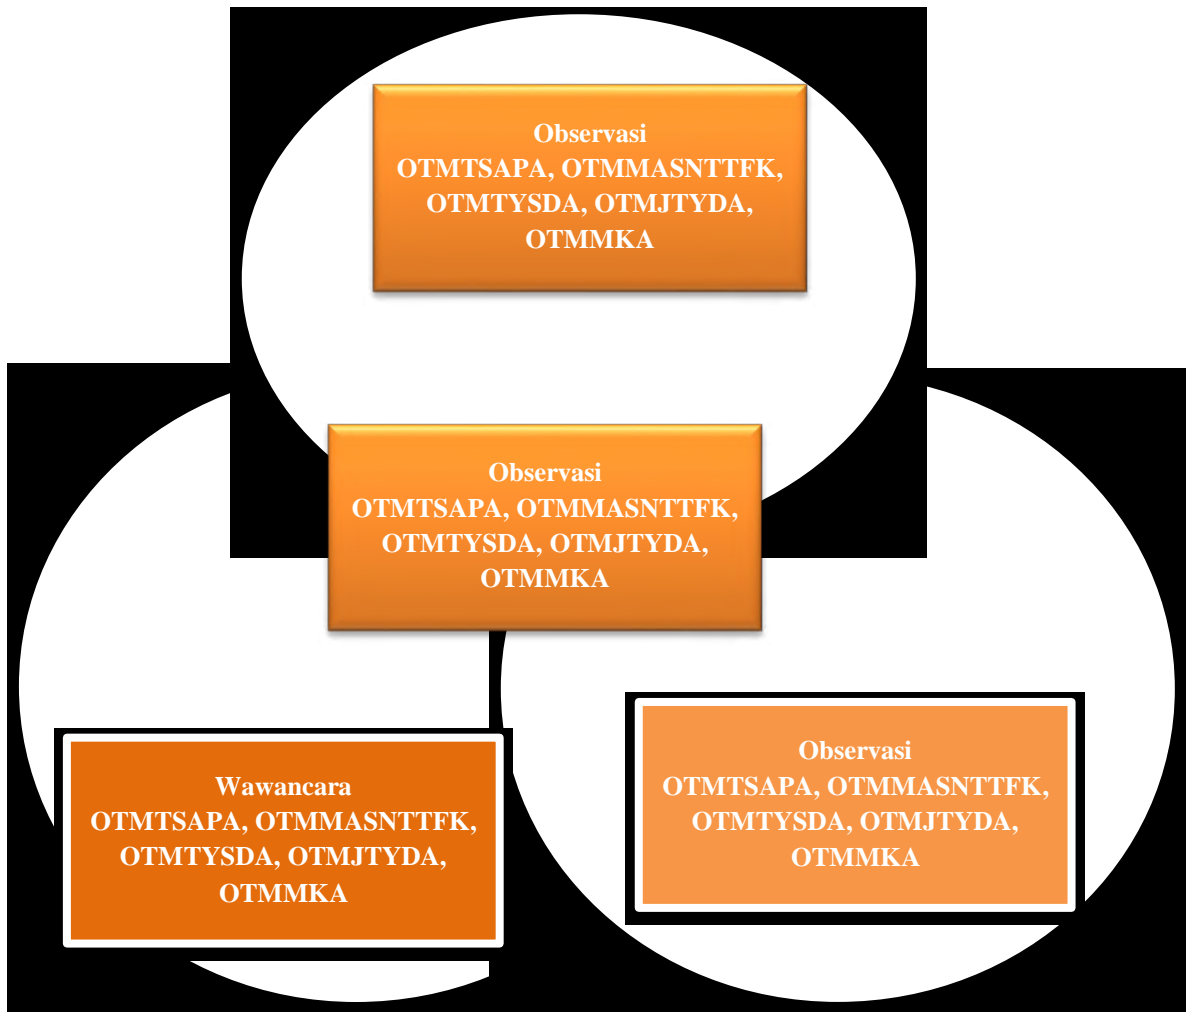 Observasi
OTMTSAPA, OTMMASNTTFK,
OTMTYSDA, OTMJTYDA,
OTMMKA
Observasi
OTMTSAPA, OTMMASNTTFK,
OTMTYSDA, OTMJTYDA,
OTMMKA
Wawancara
OTMTSAPA, OTMMASNTTFK,
OTMTYSDA, OTMJTYDA,
OTMMKA
Observasi
OTMTSAPA, OTMMASNTTFK,
OTMTYSDA, OTMJTYDA,
OTMMKA